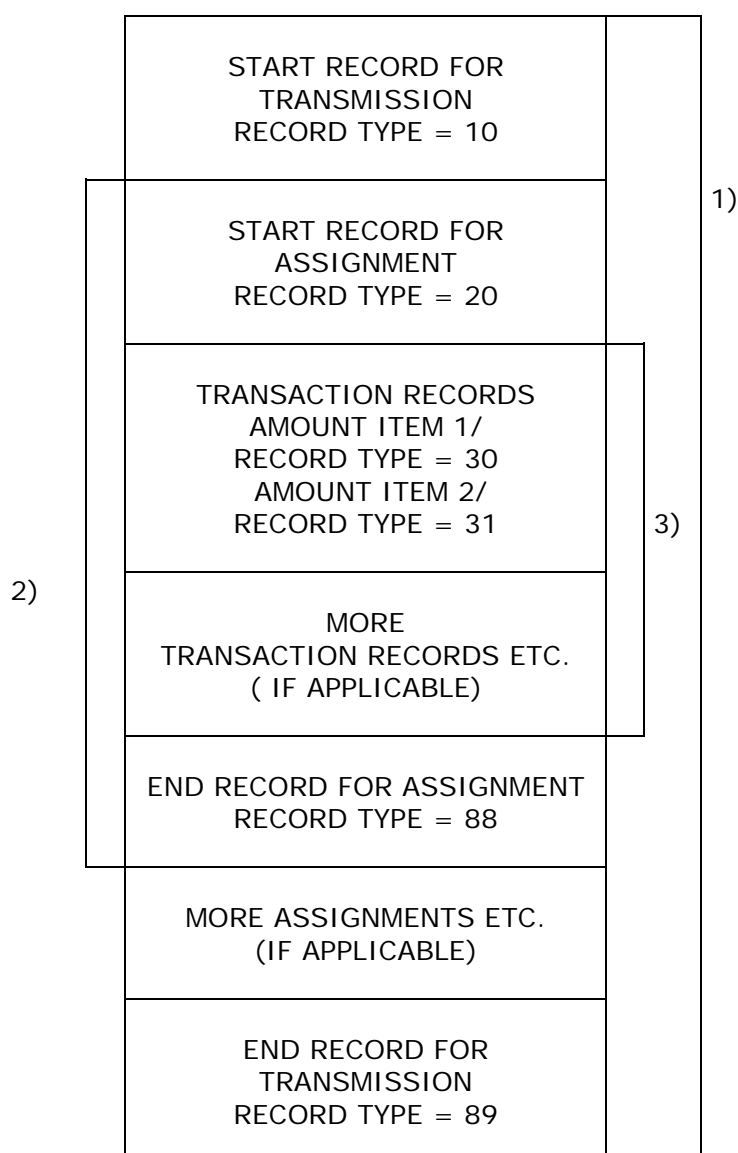 START RECORD FOR
TRANSMISSION
RECORD TYPE = 10
1)
START RECORD FOR
ASSIGNMENT
RECORD TYPE = 20
TRANSACTION RECORDS
AMOUNT ITEM 1/
RECORD TYPE = 30
AMOUNT ITEM 2/
RECORD TYPE = 31
3)
2)
MORE
TRANSACTION RECORDS ETC.
( IF APPLICABLE)
END RECORD FOR ASSIGNMENT
RECORD TYPE = 88
MORE ASSIGNMENTS ETC.
(IF APPLICABLE)
END RECORD FOR
TRANSMISSION
RECORD TYPE = 89